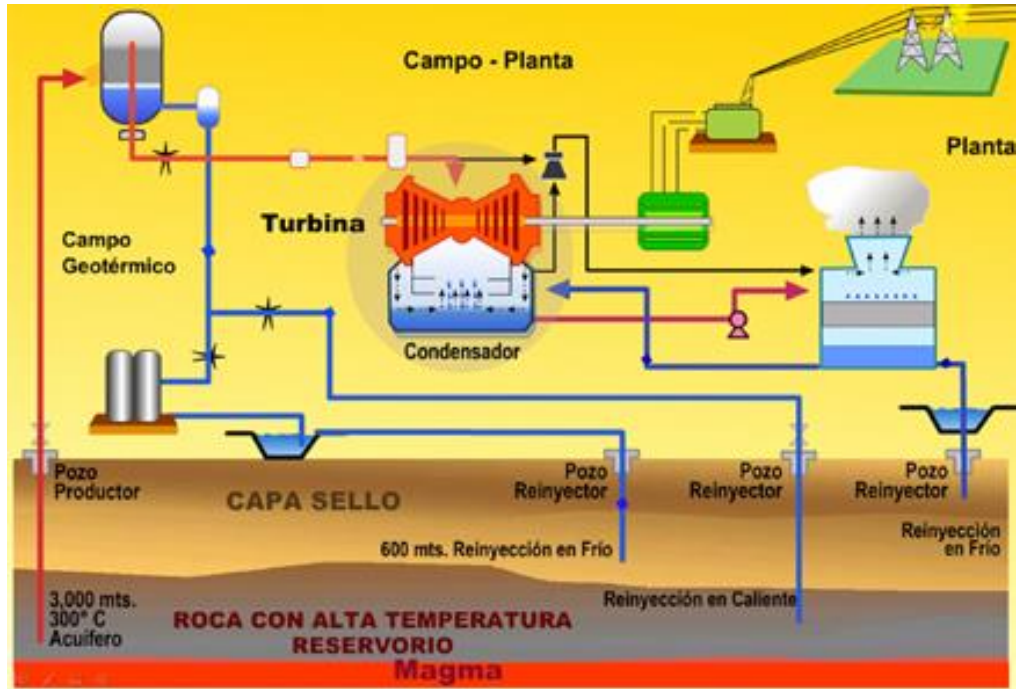 Campo - Planta
Planta
Turbina
Campo
Geotérmico
Condensador
Pozo
Productor
Pozo
Reinyector
Pozo
Reinyector
Pozo
Reinyector
CAPA SELLO
Reinyección
en Frío
600 mts. Reinyección en Frío
3,000 mts.
300° C
Acuifero
Reinyección en Caliente
ROCA CON ALTA TEMPERATURA
RESERVORIO
Magma